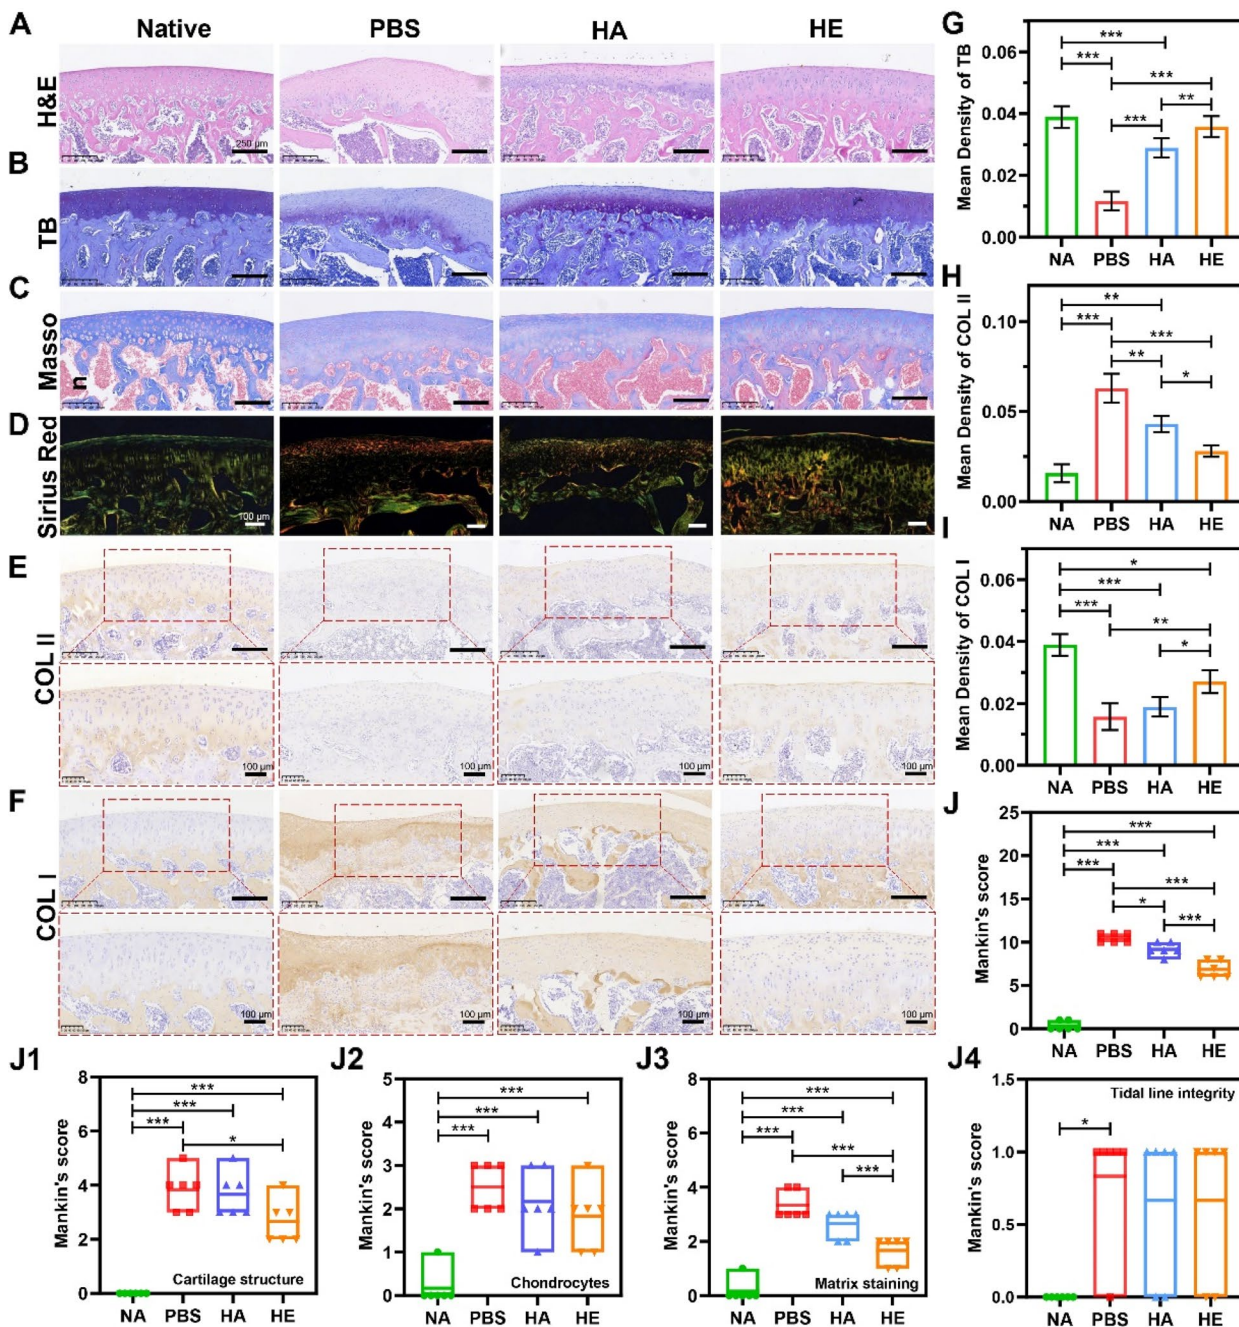 A
Native
PBS
HA
HE
H&E
250 μm
B
TB
C
Masso
n
D
Sirius Red
100 μm
E
COL II
100 μm
100 μm
100 μm
100 μm
F
COL I
100 μm
100 μm
100 μm
100 μm
G
Mean Density of TB
0.06
0.04
0.02
0.00
***
***
***
**
***
NA PBS HA HE
H
Mean Density of COL II
0.10
0.05
0.00
**
***
***
**
*
NA PBS HA HE
I
Mean Density of COL I
0.06
0.04
0.02
0.00
*
***
***
**
*
NA PBS HA HE
J
Mankin's score
25
20
15
10
5
0
***
***
***
***
*
***
NA PBS HA HE
J1
Mankin's score
8
6
4
2
0
***
***
***
*
Cartilage structure
NA PBS HA HE
J2
Mankin's score
5
4
3
2
1
0
***
***
***
Chondrocytes
NA PBS HA HE
J3
Mankin's score
8
6
4
2
0
***
***
***
***
***
Matrix staining
NA PBS HA HE
J4
Mankin's score
1.5
1.0
0.5
0.0
Tidal line integrity
*
NA PBS HA HE